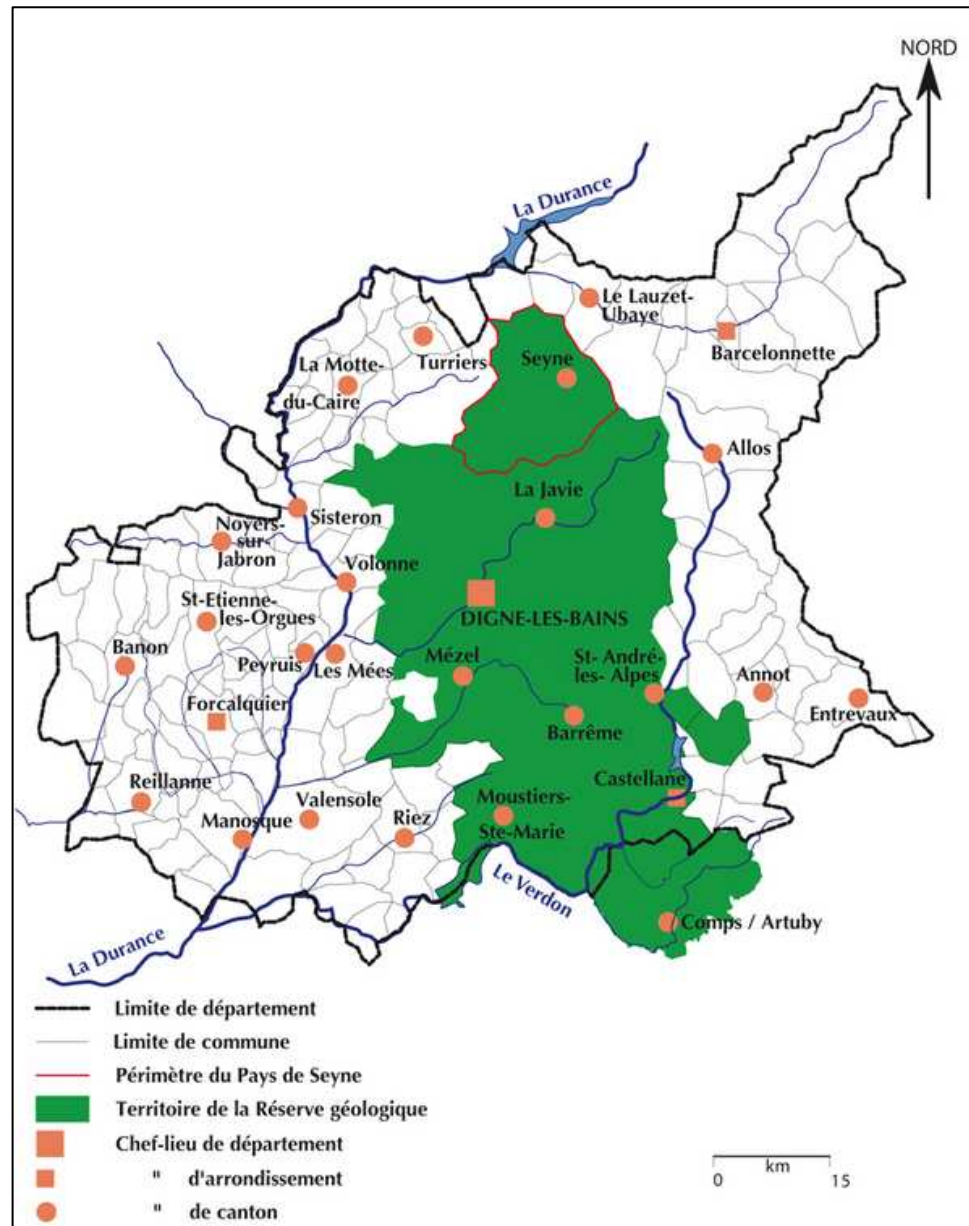 NORD
La Durance
Le Lauzet-
Ubaye
Barcelonnette
Turriers
Seyne
La Motte-
du-Caire
Allos
La Javie
Sisteron
Noyers-
sur-
Jabron
Volonne
St-Etienne-
les-Orgues
DIGNE-LES-BAINS
Banon
Peyruis
Les Mées
Mézel
St- André-
les- Alpes
Annot
Entrevaux
Forcalquier
Barrême
Castellane
Reillanne
Valensole
Manosque
Riez
Moustiers-
Ste-Marie
Le Verdon
Comps / Artuby
La Durance
Limite de département
Limite de commune
Périmètre du Pays de Seyne
Territoire de la Réserve géologique
Chef-lieu de département
" d'arrondissement
" de canton
km
0 15